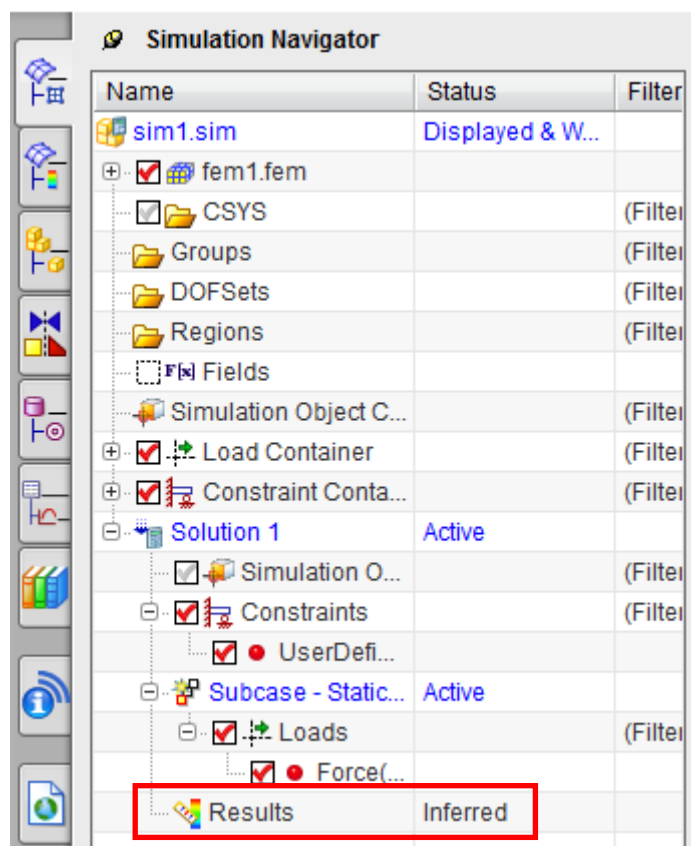 Simulation Navigator
Name Status Filter
sim1.sim Displayed & W...
fem1.fem
CSYS (Filter
Groups (Filter
DOFSets (Filter
Regions (Filter
F[x] Fields
Simulation Object C... (Filter
Load Container (Filter
Constraint Conta... (Filter
Solution 1 Active
Simulation O... (Filter
Constraints (Filter
UserDefi...
Subcase - Static... Active
Loads (Filter
Force(...
Results Inferred